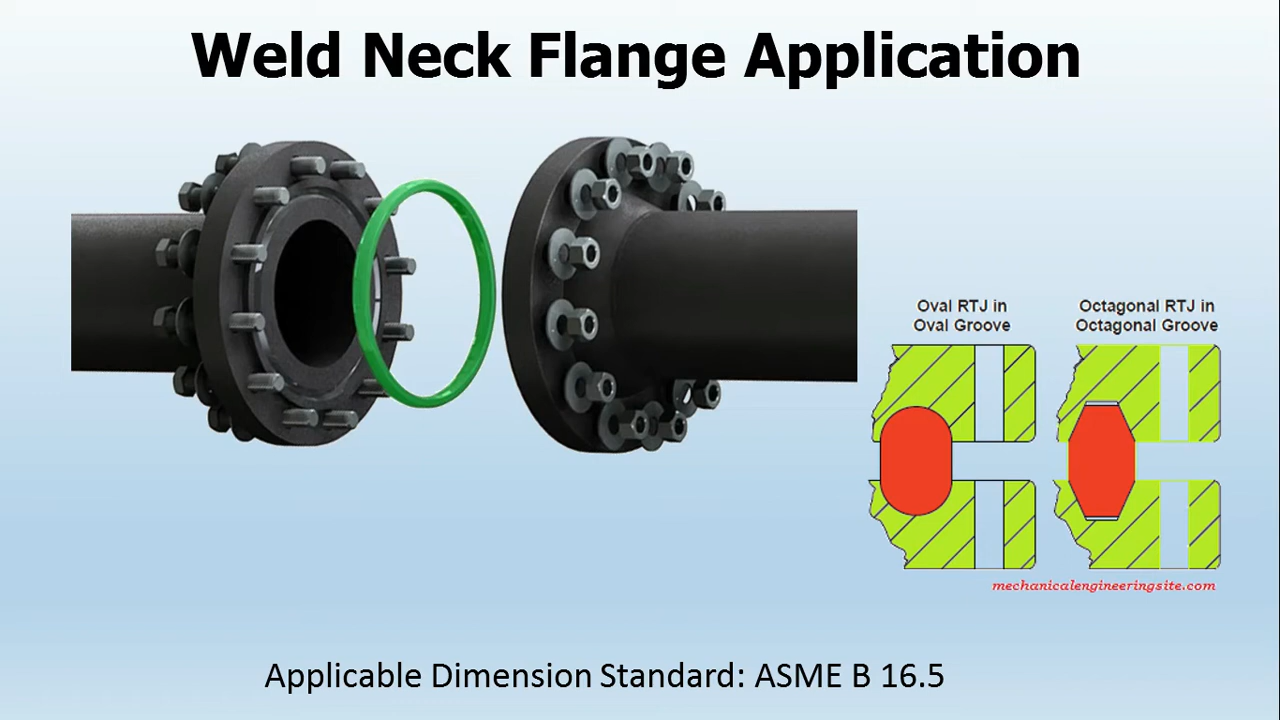 Weld Neck Flange Application
Oval RTJ in
Oval Groove
Octagonal RTJ in
Octagonal Groove
mechanicalengineeringsite.com
Applicable Dimension Standard: ASME B 16.5